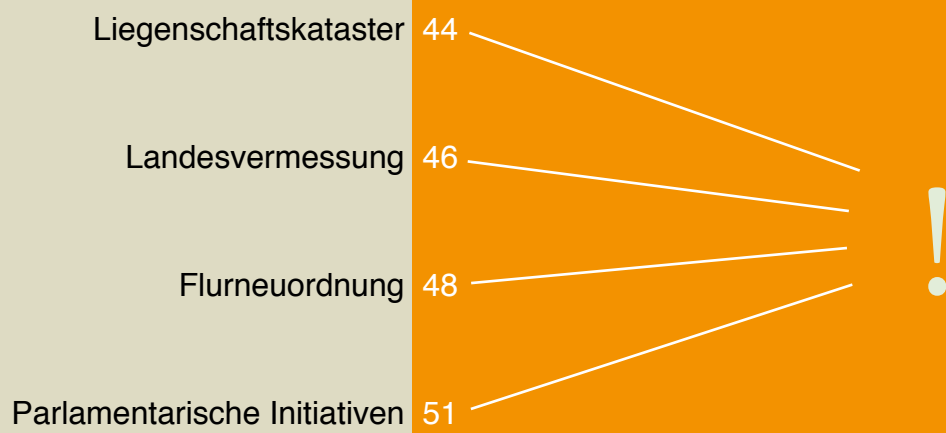 Liegenschaftskataster 44
Landesvermessung 46
!
Flurneuordnung 48
Parlamentarische Initiativen 51